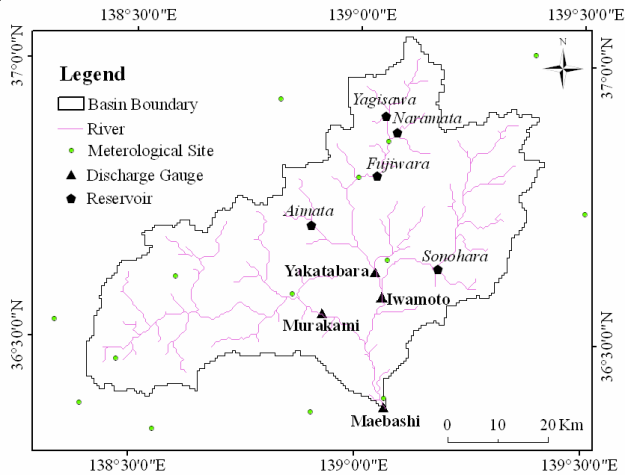 138°30'0"E
139°0'0"E
139°30'0"E
37°0'0"N
37°0'0"N
N
Legend
Basin Boundary
River
Meterological Site
Discharge Gauge
Reservoir
Yagisawa
Naramata
Fujiwara
Aimata
Sonohara
Yakatabara
Iwamoto
Murakami
36°30'0"N
36°30'0"N
Maebashi
0 10 20 Km
138°30'0"E
139°0'0"E
139°30'0"E